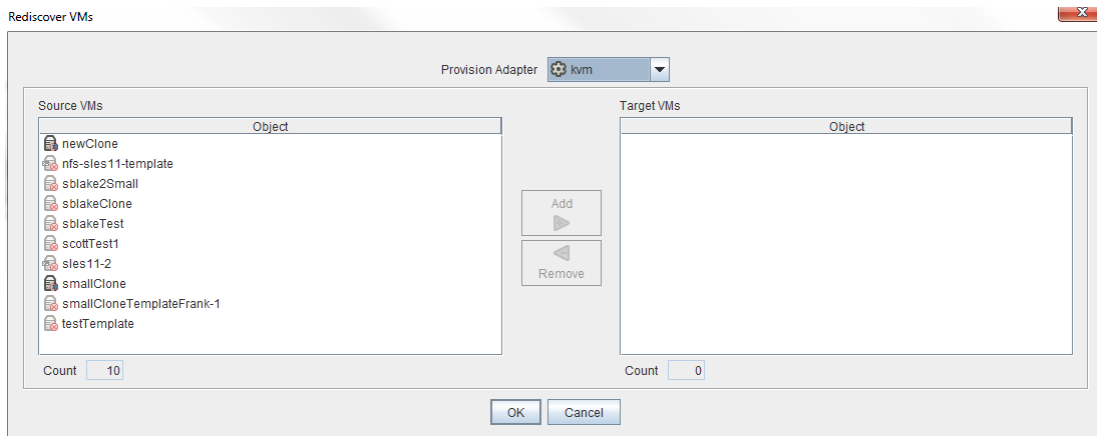 Rediscover VMs
Provision Adapter kvm
Source VMs
Object
newClone
nfs-sles11-template
sblake2Small
sblakeClone
sblakeTest
scottTest1
sles11-2
smallClone
smallCloneTemplateFrank-1
testTemplate
Count 10
Add
Remove
Target VMs
Object
Count 0
OK Cancel